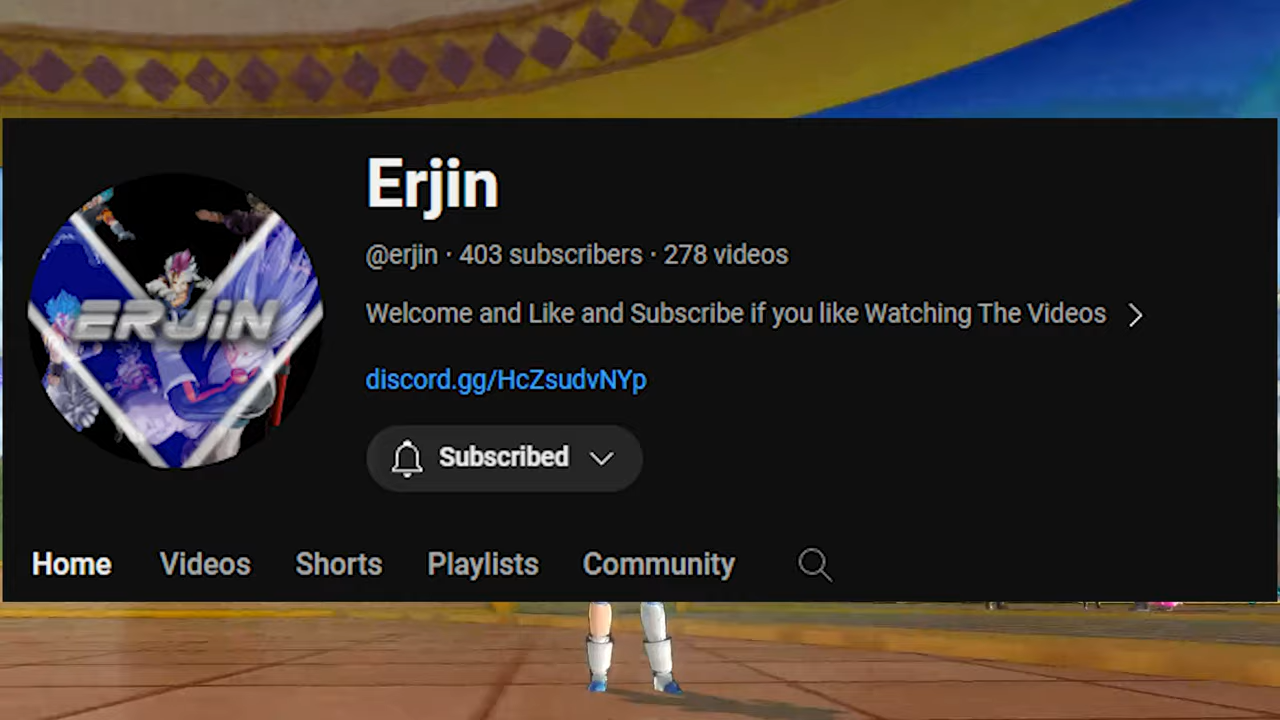 Erjin
@erjin · 403 subscribers · 278 videos
Welcome and Like and Subscribe if you like Watching The Videos
discord.gg/HcZsudvNYp
Subscribed
Home Videos Shorts Playlists Community
ERJiN